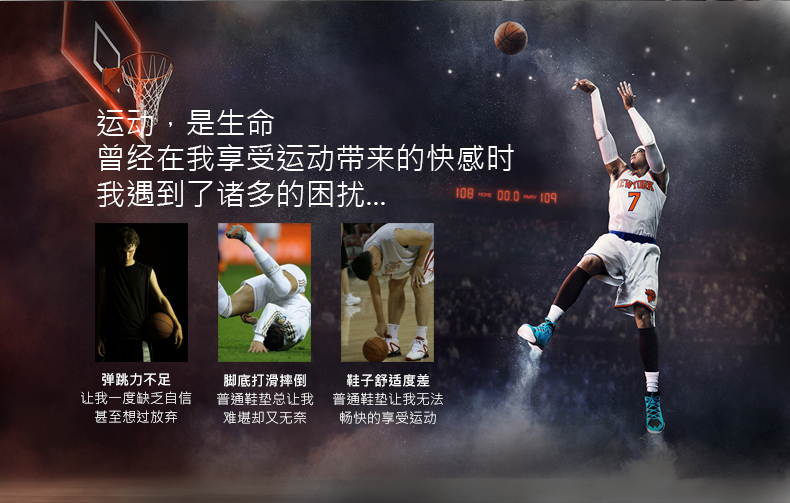 运动，是生命
曾经在我享受运动带来的快感时
我遇到了诸多的困扰...
108 HOME 00.0 AWAY 109
NEW YORK
7
弹跳力不足
让我一度缺乏自信
甚至想过放弃
脚底打滑摔倒
普通鞋垫总让我
难堪却又无奈
鞋子舒适度差
普通鞋垫让我无法
畅快的享受运动